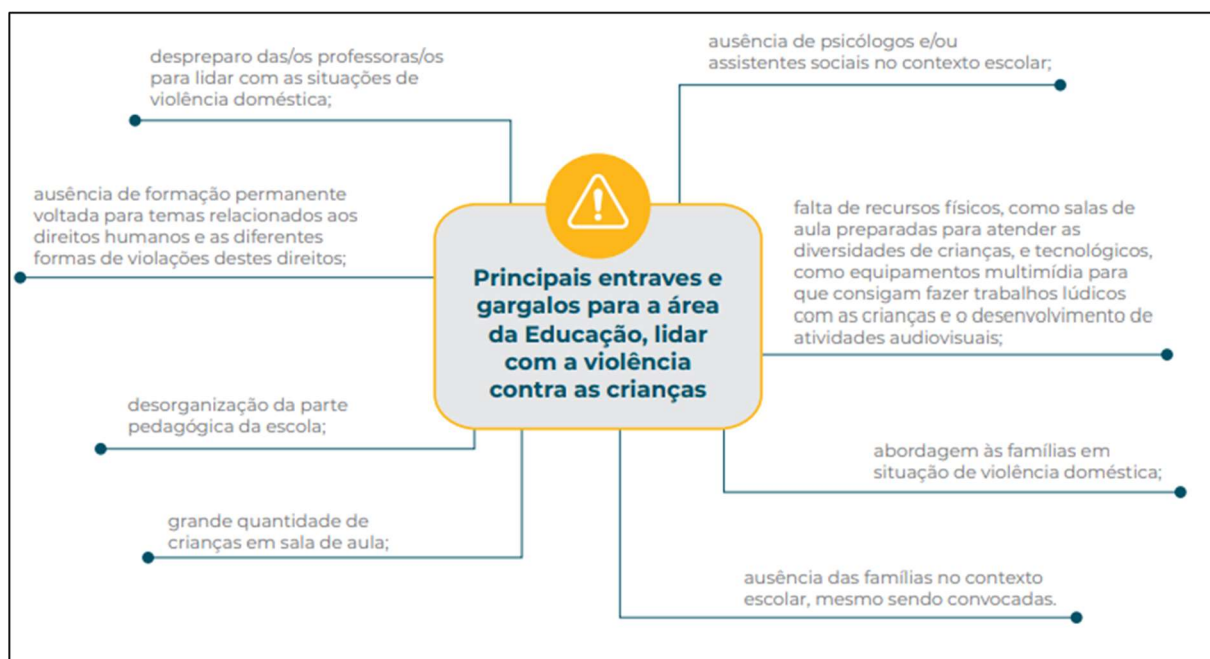 despreparo das/os professoras/os
para lidar com as situações de
violência doméstica;
ausência de psicólogos e/ou
assistentes sociais no contexto escolar;
ausência de formação permanente
voltada para temas relacionados aos
direitos humanos e as diferentes
formas de violações destes direitos;
falta de recursos físicos, como salas de
aula preparadas para atender as
diversidades de crianças, e tecnológicos,
como equipamentos multimídia para
que consigam fazer trabalhos lúdicos
com as crianças e o desenvolvimento de
atividades audiovisuais;
Principais entraves e
gargalos para a área
da Educação, lidar
com a violência
contra as crianças
desorganização da parte
pedagógica da escola;
abordagem às famílias em
situação de violência doméstica;
grande quantidade de
crianças em sala de aula;
ausência das famílias no contexto
escolar, mesmo sendo convocadas.